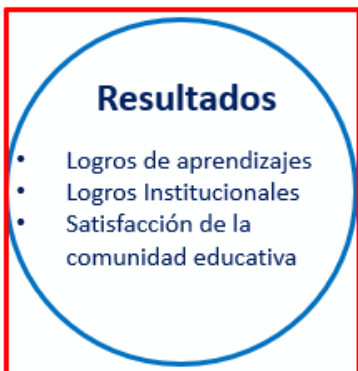 Resultados
• Logros de aprendizajes
• Logros Institucionales
• Satisfacción de la
comunidad educativa